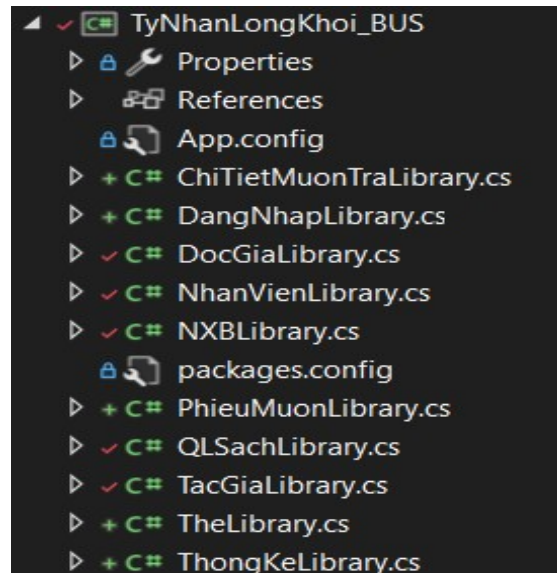 C# TyNhanLongKhoi_BUS
Properties
References
App.config
+ C# ChiTietMuonTraLibrary.cs
+ C# DangNhapLibrary.cs
C# DocGiaLibrary.cs
C# NhanVienLibrary.cs
C# NXBLibrary.cs
packages.config
+ C# PhieuMuonLibrary.cs
C# QLSachLibrary.cs
C# TacGiaLibrary.cs
+ C# TheLibrary.cs
+ C# ThongKeLibrary.cs